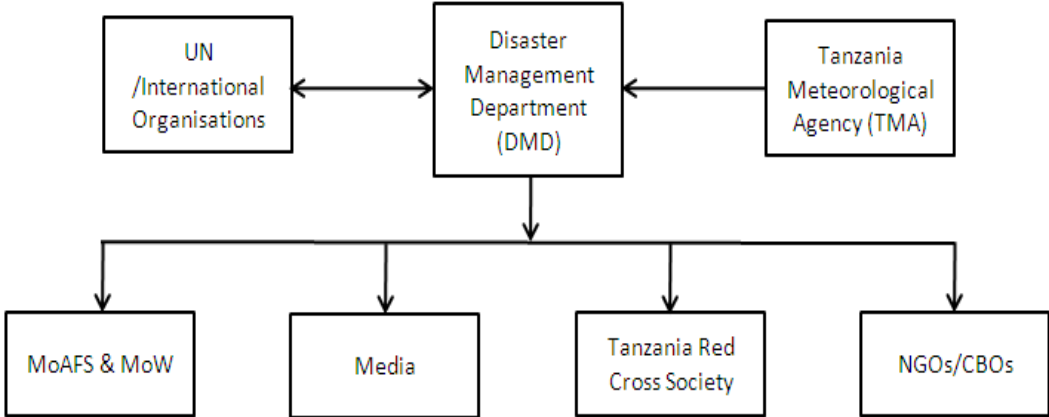 UN
/International
Organisations
Disaster
Management
Department
(DMD)
Tanzania
Meteorological
Agency (TMA)
MoAFS & MoW
Media
Tanzania Red
Cross Society
NGOs/CBOs